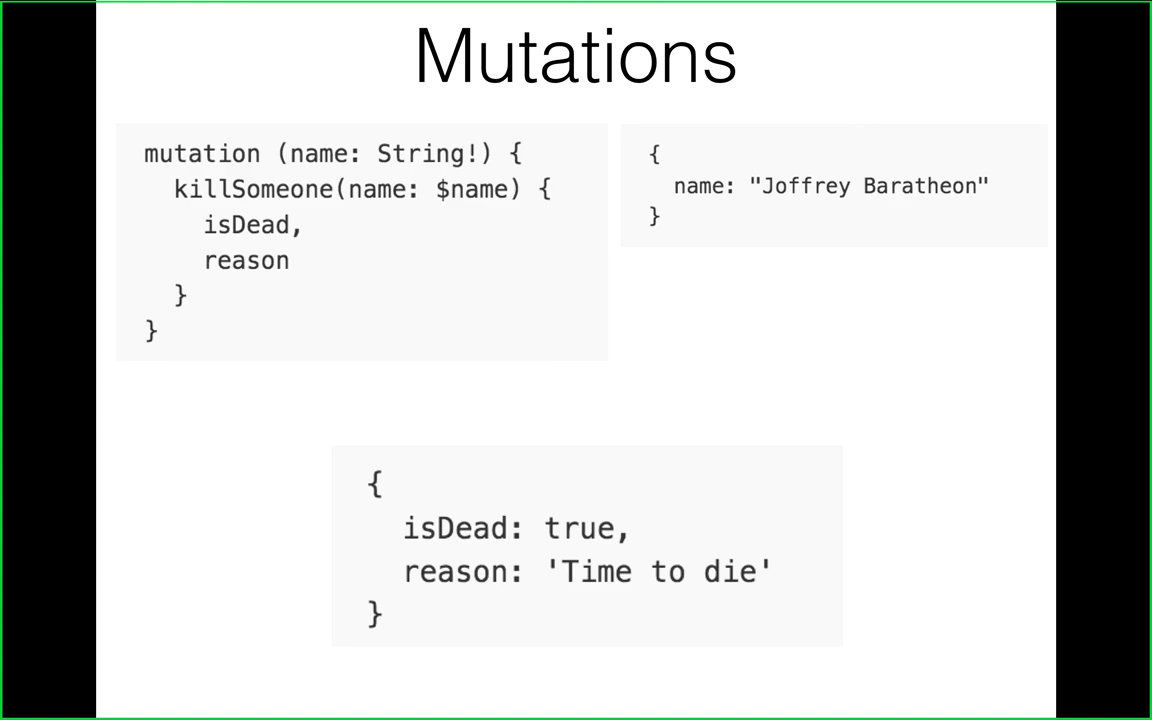 Mutations
mutation (name: String!) {
  killSomeone(name: $name) {
    isDead,
    reason
  }
}
{
  name: "Joffrey Baratheon"
}
{
  isDead: true,
  reason: 'Time to die'
}